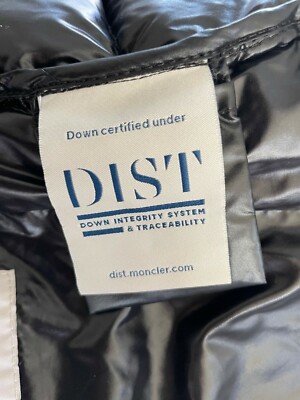 Down certified under
DIST
DOWN INTEGRITY SYSTEM
& TRACEABILITY
dist.moncler.com